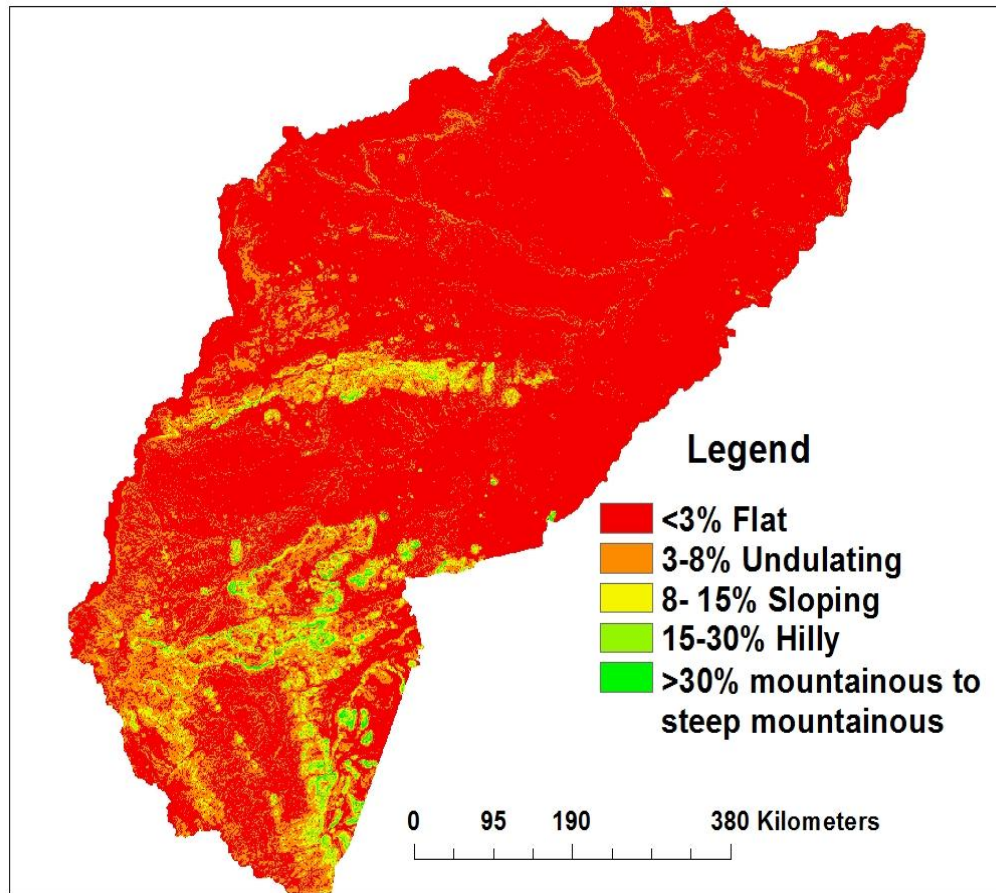 Legend
<3% Flat
3-8% Undulating
8- 15% Sloping
15-30% Hilly
>30% mountainous to
steep mountainous
0 95 190 380 Kilometers